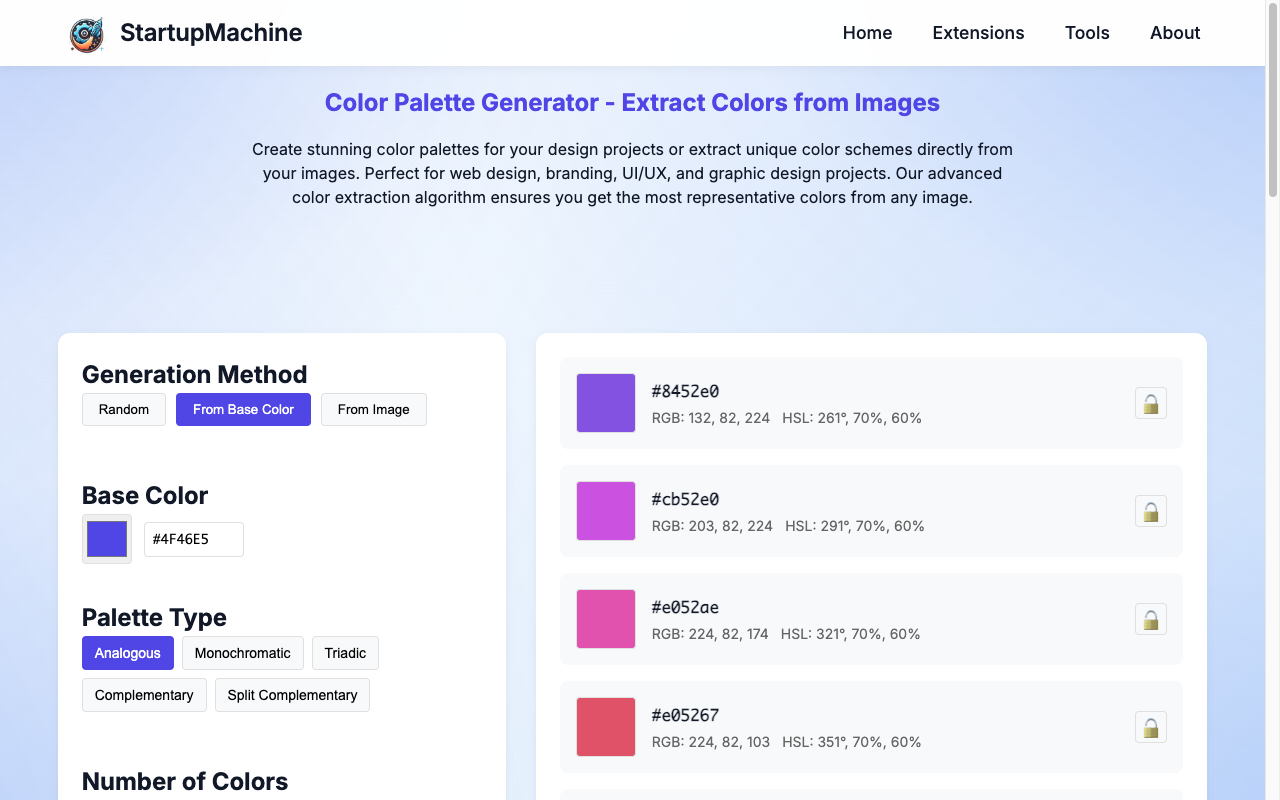 StartupMachine
Home
Extensions
Tools
About
Color Palette Generator - Extract Colors from Images
Create stunning color palettes for your design projects or extract unique color schemes directly from
your images. Perfect for web design, branding, UI/UX, and graphic design projects. Our advanced
color extraction algorithm ensures you get the most representative colors from any image.
Generation Method
Random
From Base Color
From Image
Base Color
#4F46E5
Palette Type
Analogous
Monochromatic
Triadic
Complementary
Split Complementary
Number of Colors
#8452e0
RGB: 132, 82, 224 HSL: 261°, 70%, 60%
#cb52e0
RGB: 203, 82, 224 HSL: 291°, 70%, 60%
#e052ae
RGB: 224, 82, 174 HSL: 321°, 70%, 60%
#e05267
RGB: 224, 82, 103 HSL: 351°, 70%, 60%